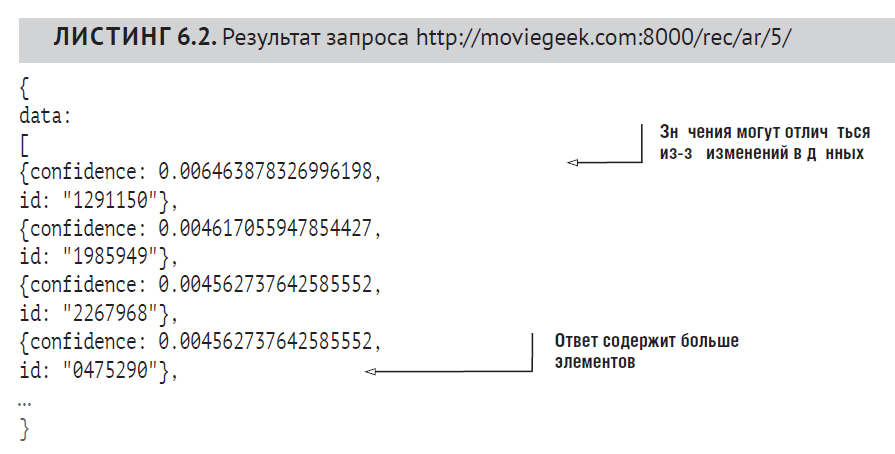 ЛИСТИНГ 6.2. Результат запроса http://moviegeek.com:8000/rec/ar/5/
{
data:
[
{confidence: 0.006463878326996198,
id: "1291150"},
{confidence: 0.004617055947854427,
id: "1985949"},
{confidence: 0.004562737642585552,
id: "2267968"},
{confidence: 0.004562737642585552,
id: "0475290"},
…
}
Зн чения могут отлич ться
из-з изменений в д нных
Ответ содержит больше
элементов